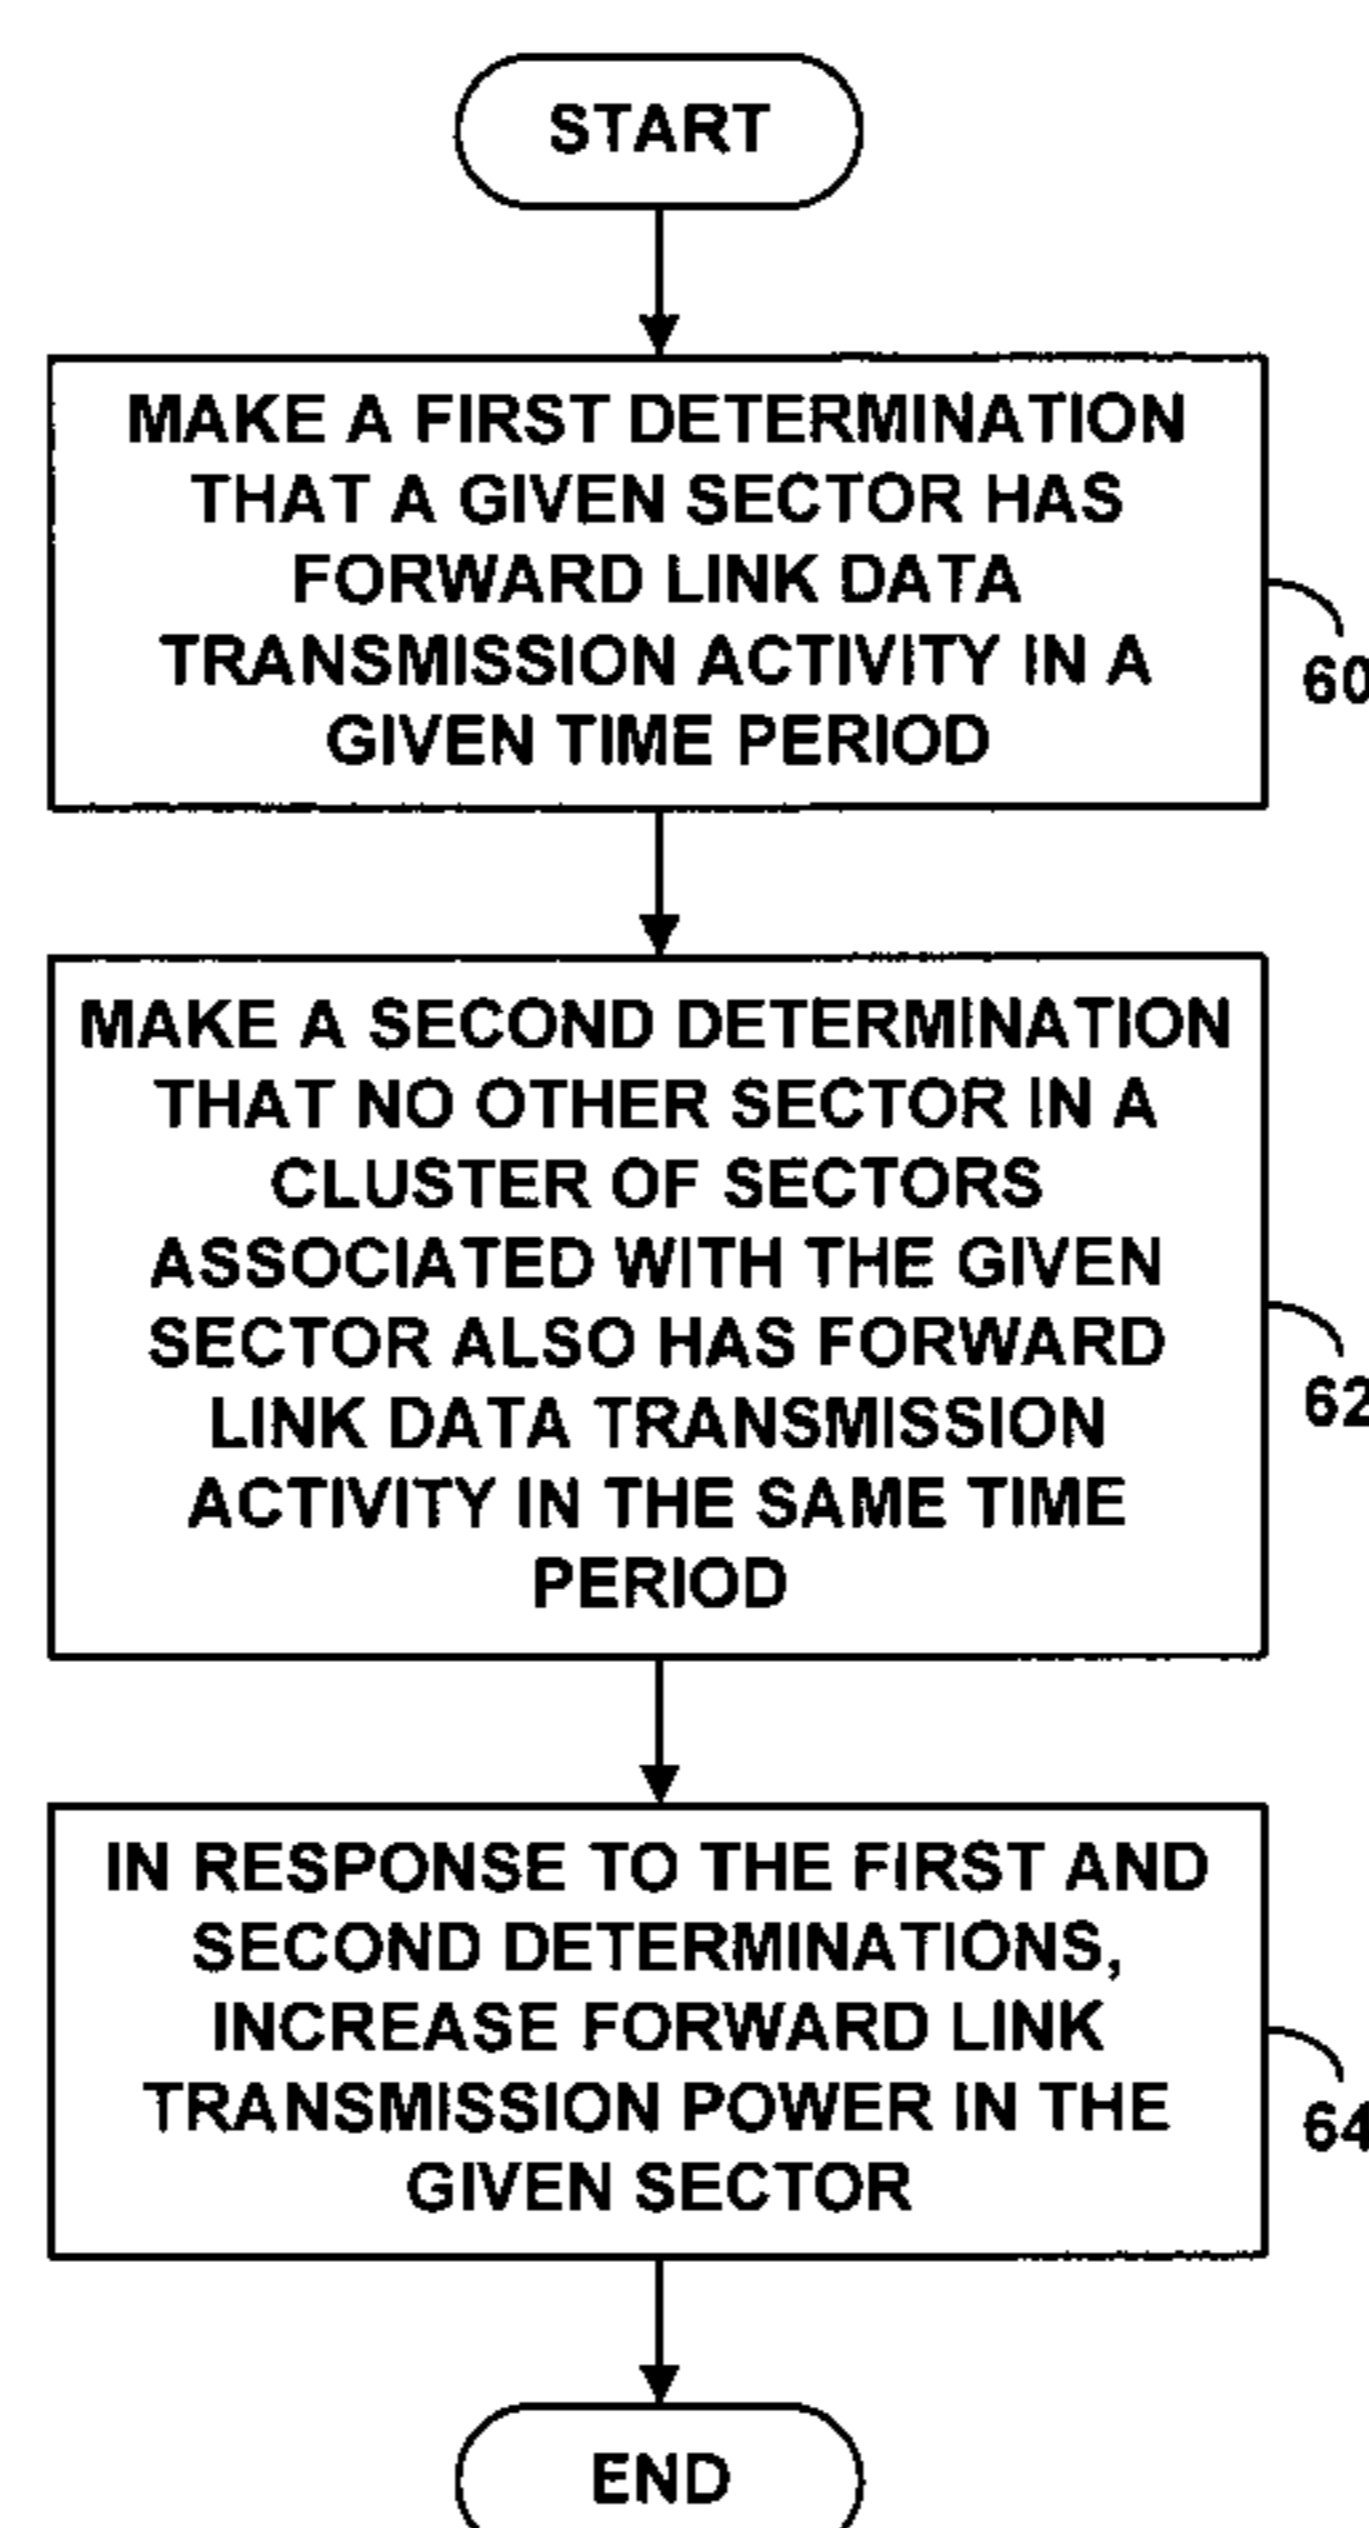 START
MAKE A FIRST DETERMINATION
THAT A GIVEN SECTOR HAS
FORWARD LINK DATA
TRANSMISSION ACTIVITY IN A
GIVEN TIME PERIOD
60
MAKE A SECOND DETERMINATION
THAT NO OTHER SECTOR IN A
CLUSTER OF SECTORS
ASSOCIATED WITH THE GIVEN
SECTOR ALSO HAS FORWARD
LINK DATA TRANSMISSION
ACTIVITY IN THE SAME TIME
PERIOD
62
IN RESPONSE TO THE FIRST AND
SECOND DETERMINATIONS,
INCREASE FORWARD LINK
TRANSMISSION POWER IN THE
GIVEN SECTOR
64
END